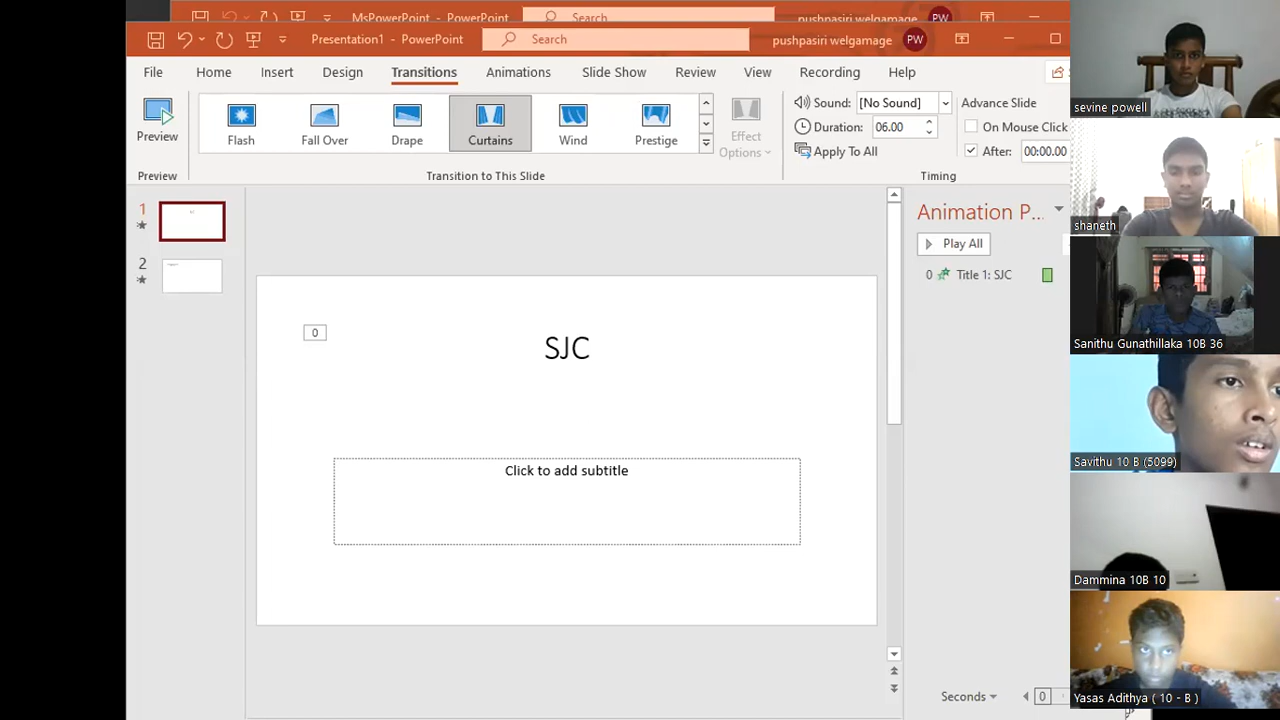 MsPowerPoint - PowerPoint
Search
pushpasiri welgamage
PW
Presentation1 - PowerPoint
Search
pushpasiri welgamage
PW
File
Home
Insert
Design
Transitions
Animations
Slide Show
Review
View
Recording
Help
Preview
Flash
Fall Over
Drape
Curtains
Wind
Prestige
Effect
Options
Sound:
[No Sound]
Duration:
06.00
Apply To All
Advance Slide
On Mouse Click
After:
00:00.00
Preview
Transition to This Slide
Timing
1
2
0
SJC
Click to add subtitle
Animation P...
Play All
0
Title 1: SJC
Seconds
0
sevine powell
shaneth
Sanithu Gunathillaka 10B 36
Savithu 10 B (5099)
Dammina 10B 10
Yasas Adithya ( 10 - B )